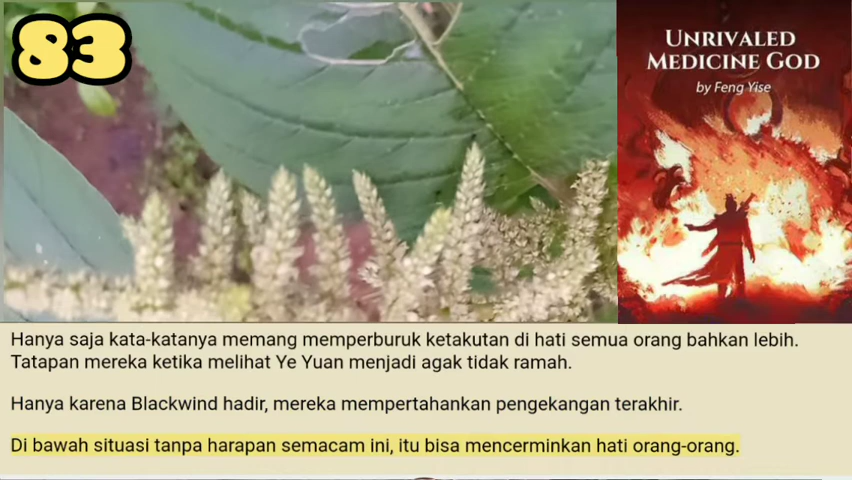 83
UNRIVALED
MEDICINE GOD
by Feng Yise
Hanya saja kata-katanya memang memperburuk ketakutan di hati semua orang bahkan lebih.
Tatapan mereka ketika melihat Ye Yuan menjadi agak tidak ramah.
Hanya karena Blackwind hadir, mereka mempertahankan pengekangan terakhir.
Di bawah situasi tanpa harapan semacam ini, itu bisa mencerminkan hati orang-orang.